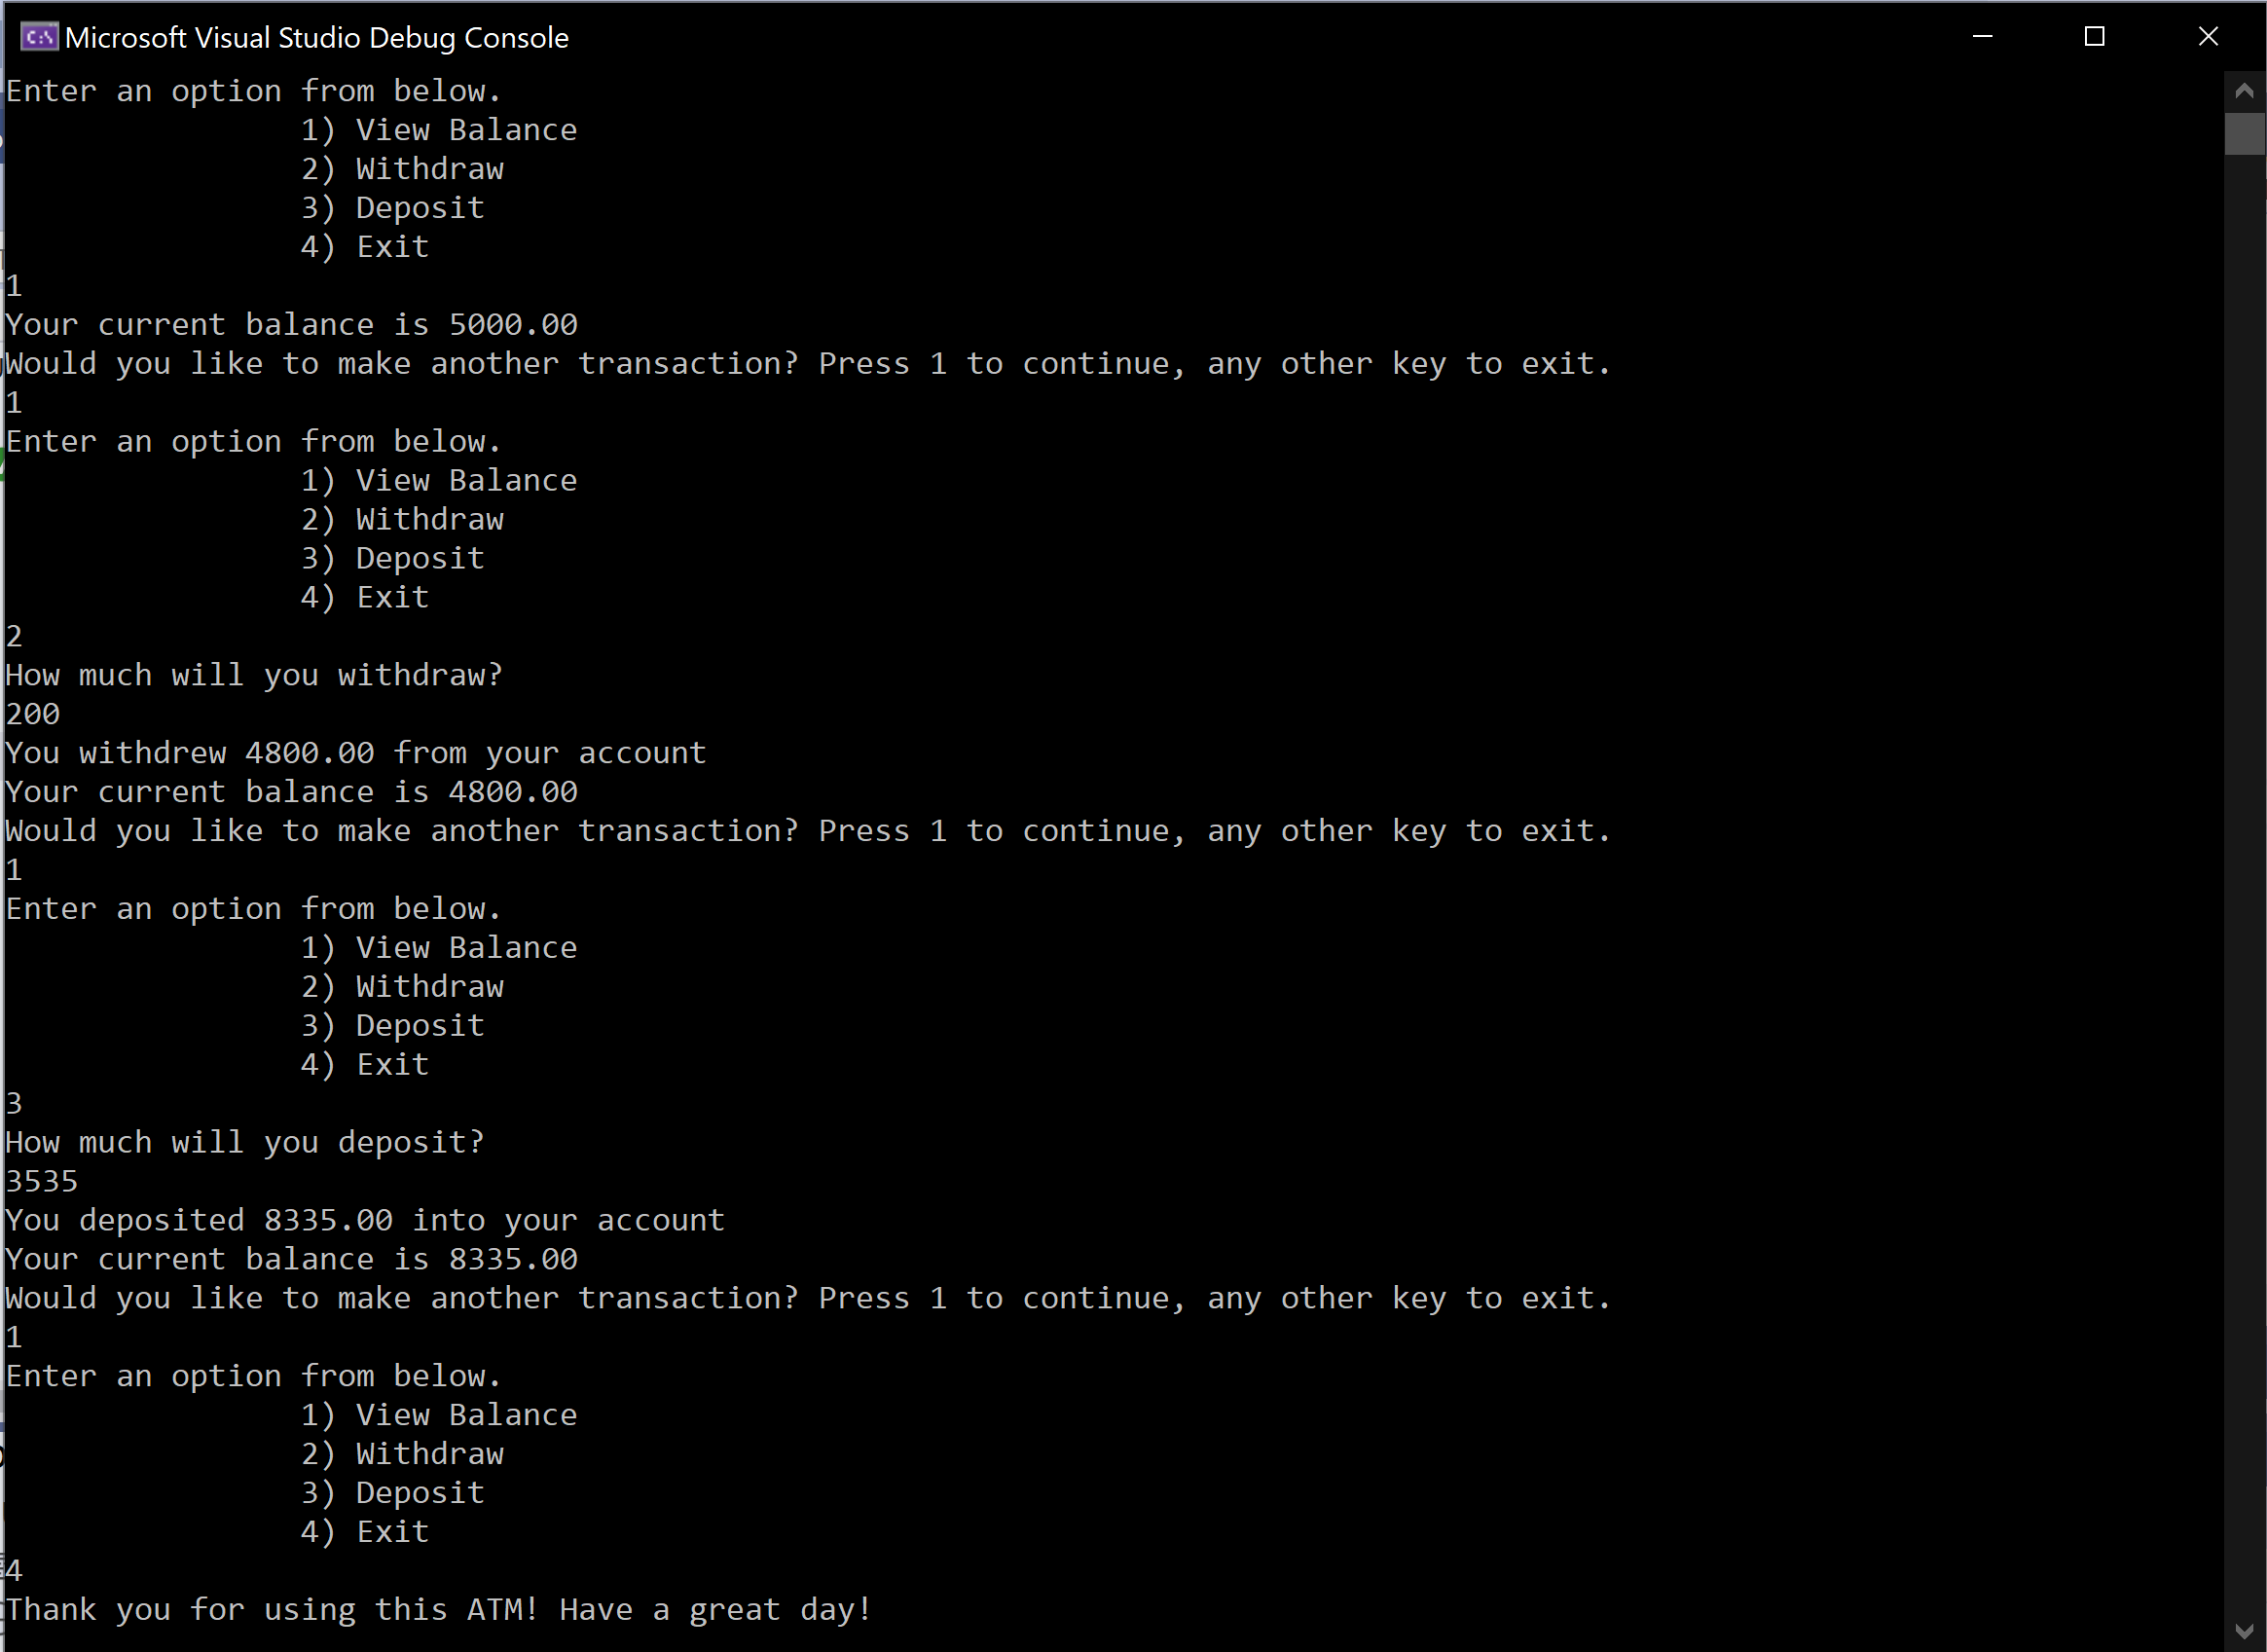 Microsoft Visual Studio Debug Console
Enter an option from below.
1) View Balance
2) Withdraw
3) Deposit
4) Exit
1
Your current balance is 5000.00
Would you like to make another transaction? Press 1 to continue, any other key to exit.
1
Enter an option from below.
1) View Balance
2) Withdraw
3) Deposit
4) Exit
2
How much will you withdraw?
200
You withdrew 4800.00 from your account
Your current balance is 4800.00
Would you like to make another transaction? Press 1 to continue, any other key to exit.
1
Enter an option from below.
1) View Balance
2) Withdraw
3) Deposit
4) Exit
3
How much will you deposit?
3535
You deposited 8335.00 into your account
Your current balance is 8335.00
Would you like to make another transaction? Press 1 to continue, any other key to exit.
1
Enter an option from below.
1) View Balance
2) Withdraw
3) Deposit
4) Exit
4
Thank you for using this ATM! Have a great day!